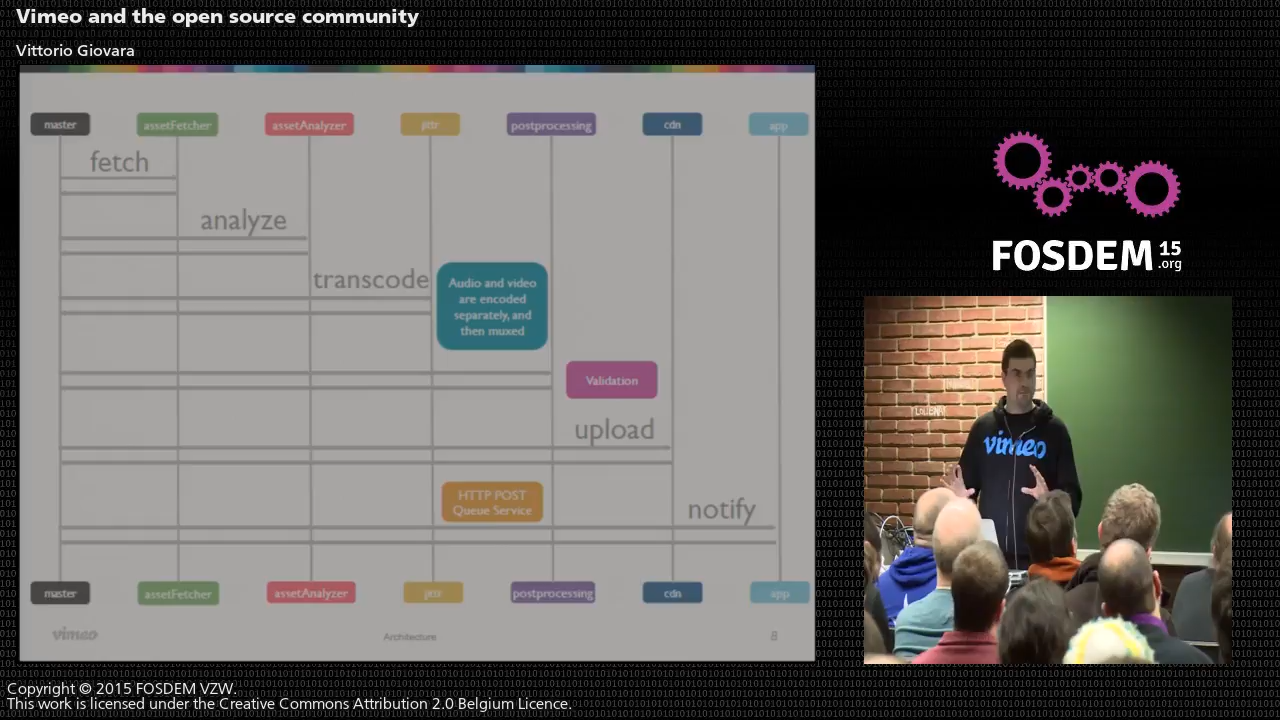 Vimeo and the open source community
Vittorio Giovara
master assetFetcher assetAnalyzer postprocessing cdn app
fetch
analyze
transcode
Audio and video
are encoded
separately, and
then muxed
Validation
upload
HTTP POST
Queue Service
notify
master assetFetcher assetAnalyzer postprocessing cdn app
vimeo Architecture 8
FOSDEM 15
.org
vimeo
Copyright © 2015 FOSDEM VZW.
This work is licensed under the Creative Commons Attribution 2.0 Belgium Licence.